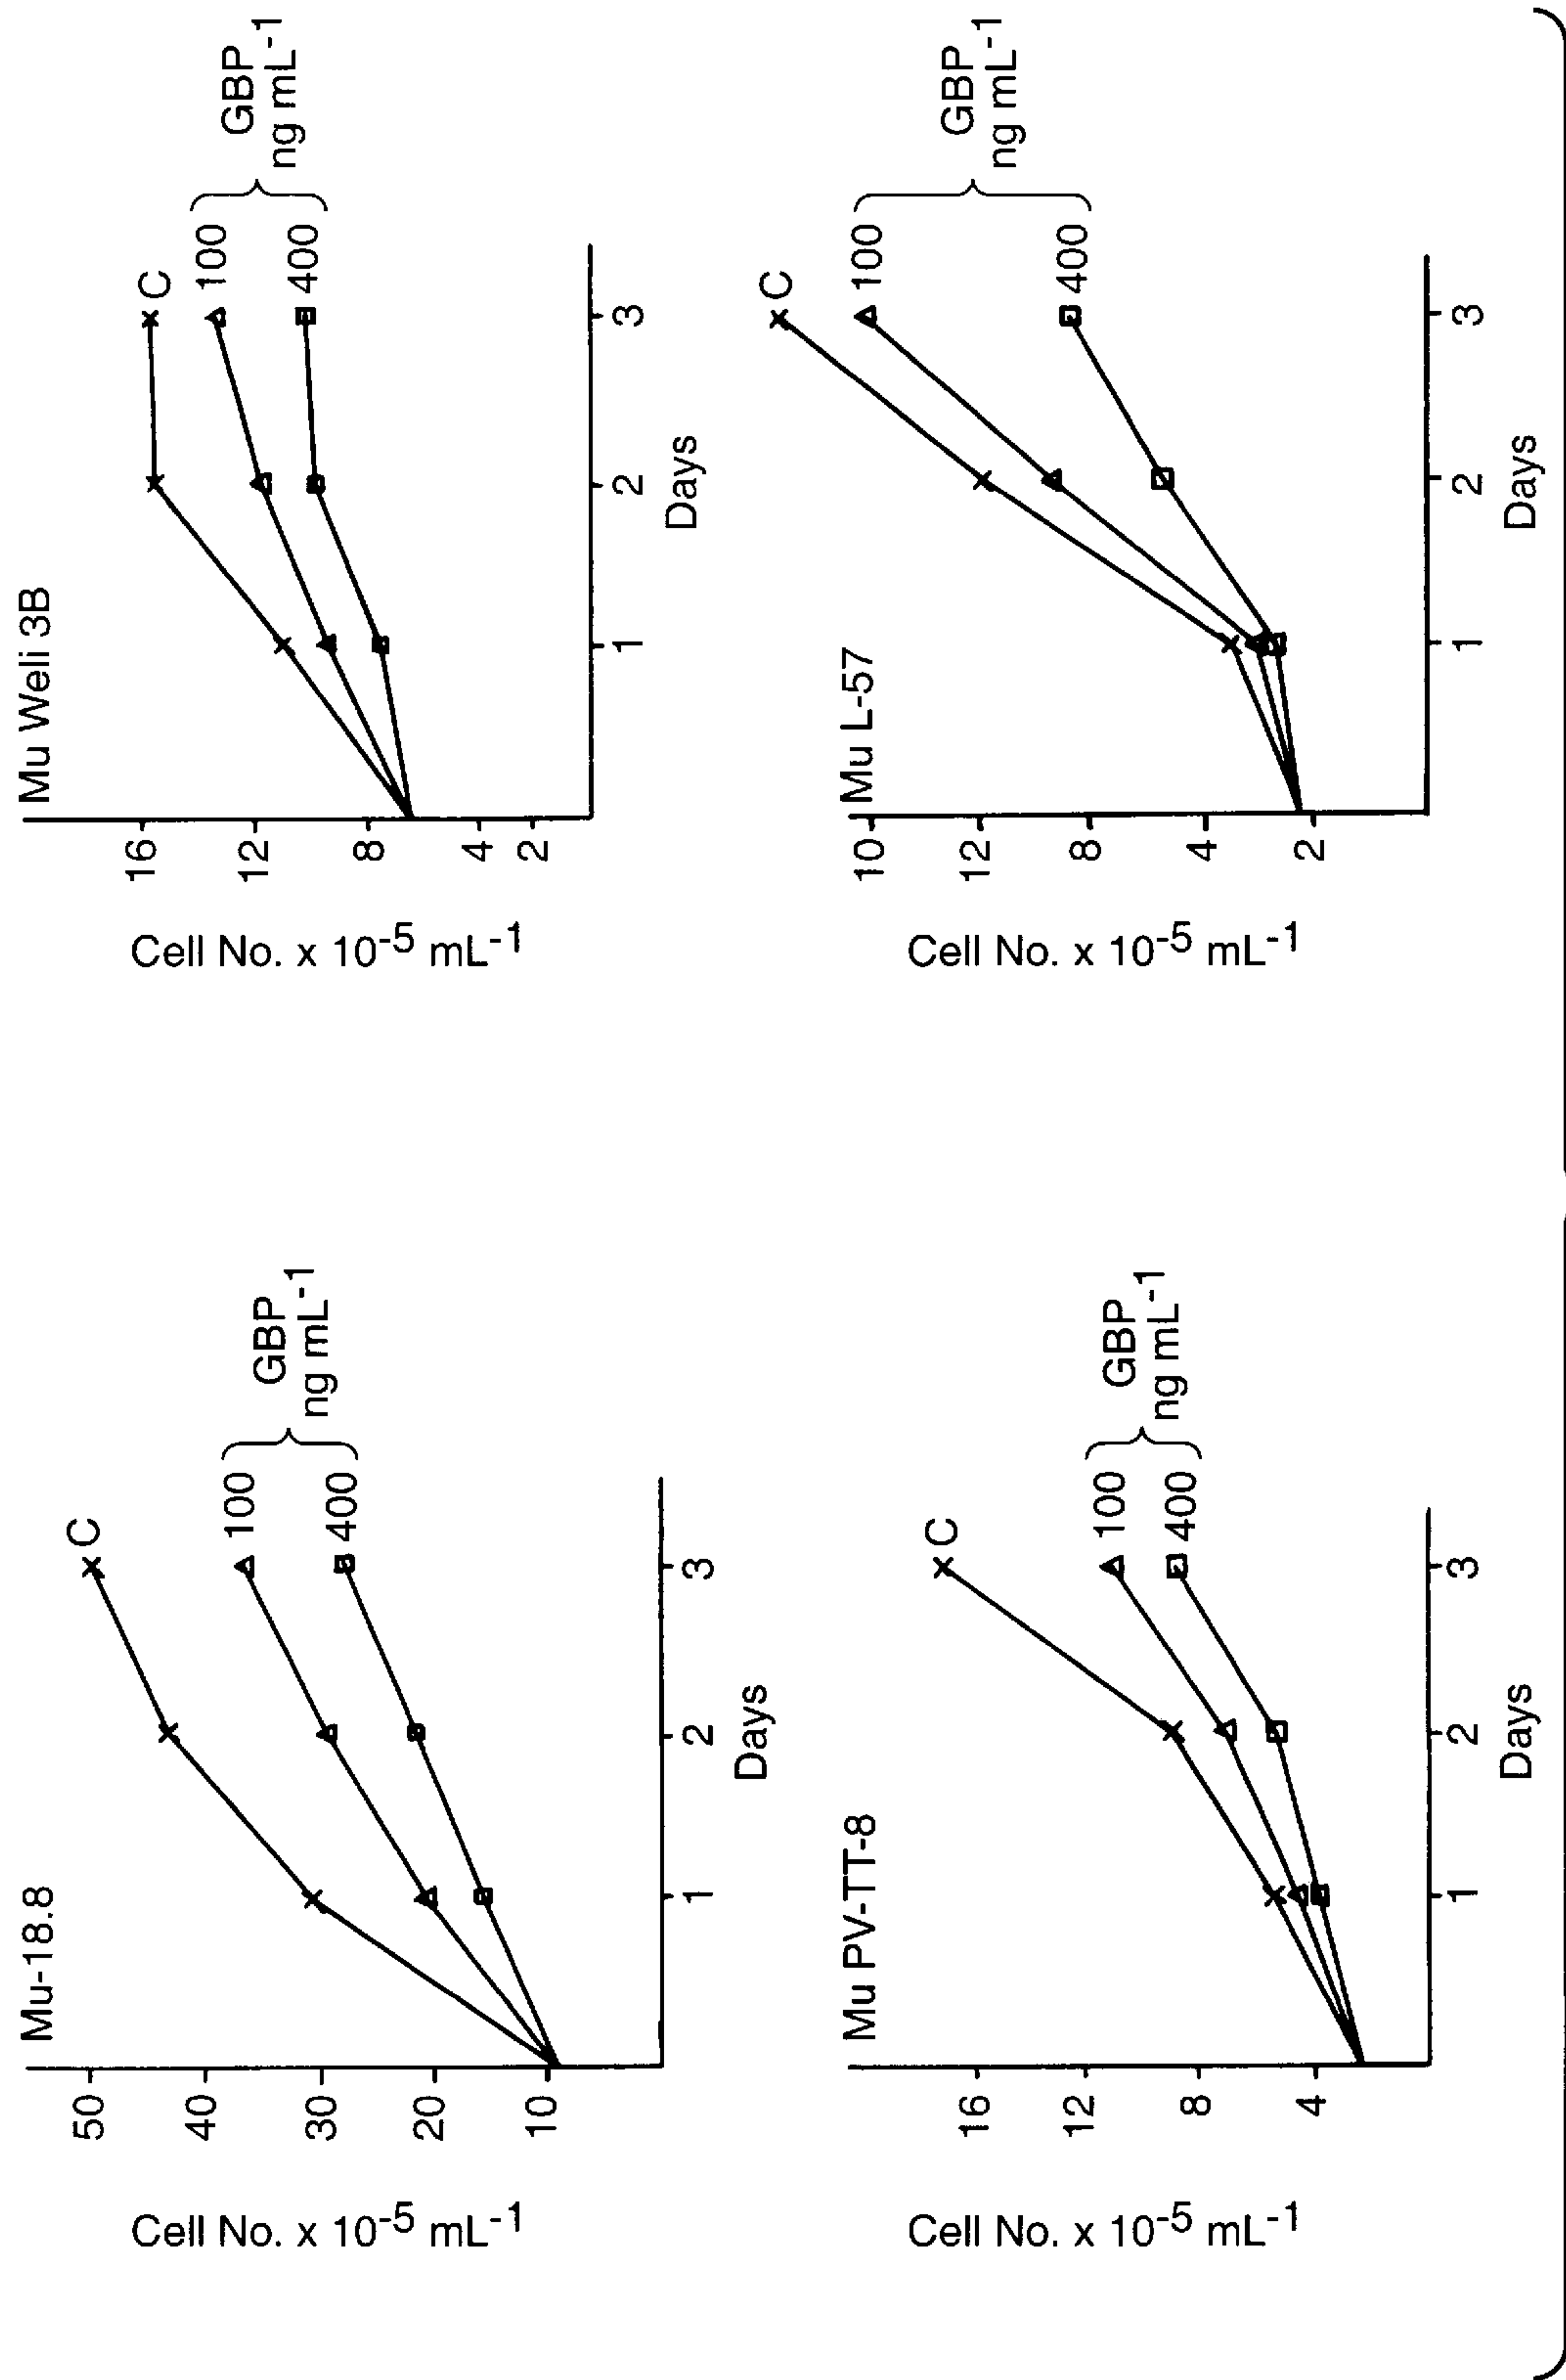 Mu-18.8
Cell No. x 10-5 mL-1
50
40
30
20
10
C
100
400
GBP
ng mL-1
1
2
3
Days
Mu PV-TT-8
Cell No. x 10-5 mL-1
16
12
8
4
C
100
400
GBP
ng mL-1
1
2
3
Days
Mu Weli 3B
Cell No. x 10-5 mL-1
16
12
8
4
2
C
100
400
GBP
ng mL-1
1
2
3
Days
Mu L-57
Cell No. x 10-5 mL-1
10
12
8
4
2
C
100
400
GBP
ng mL-1
1
2
3
Days